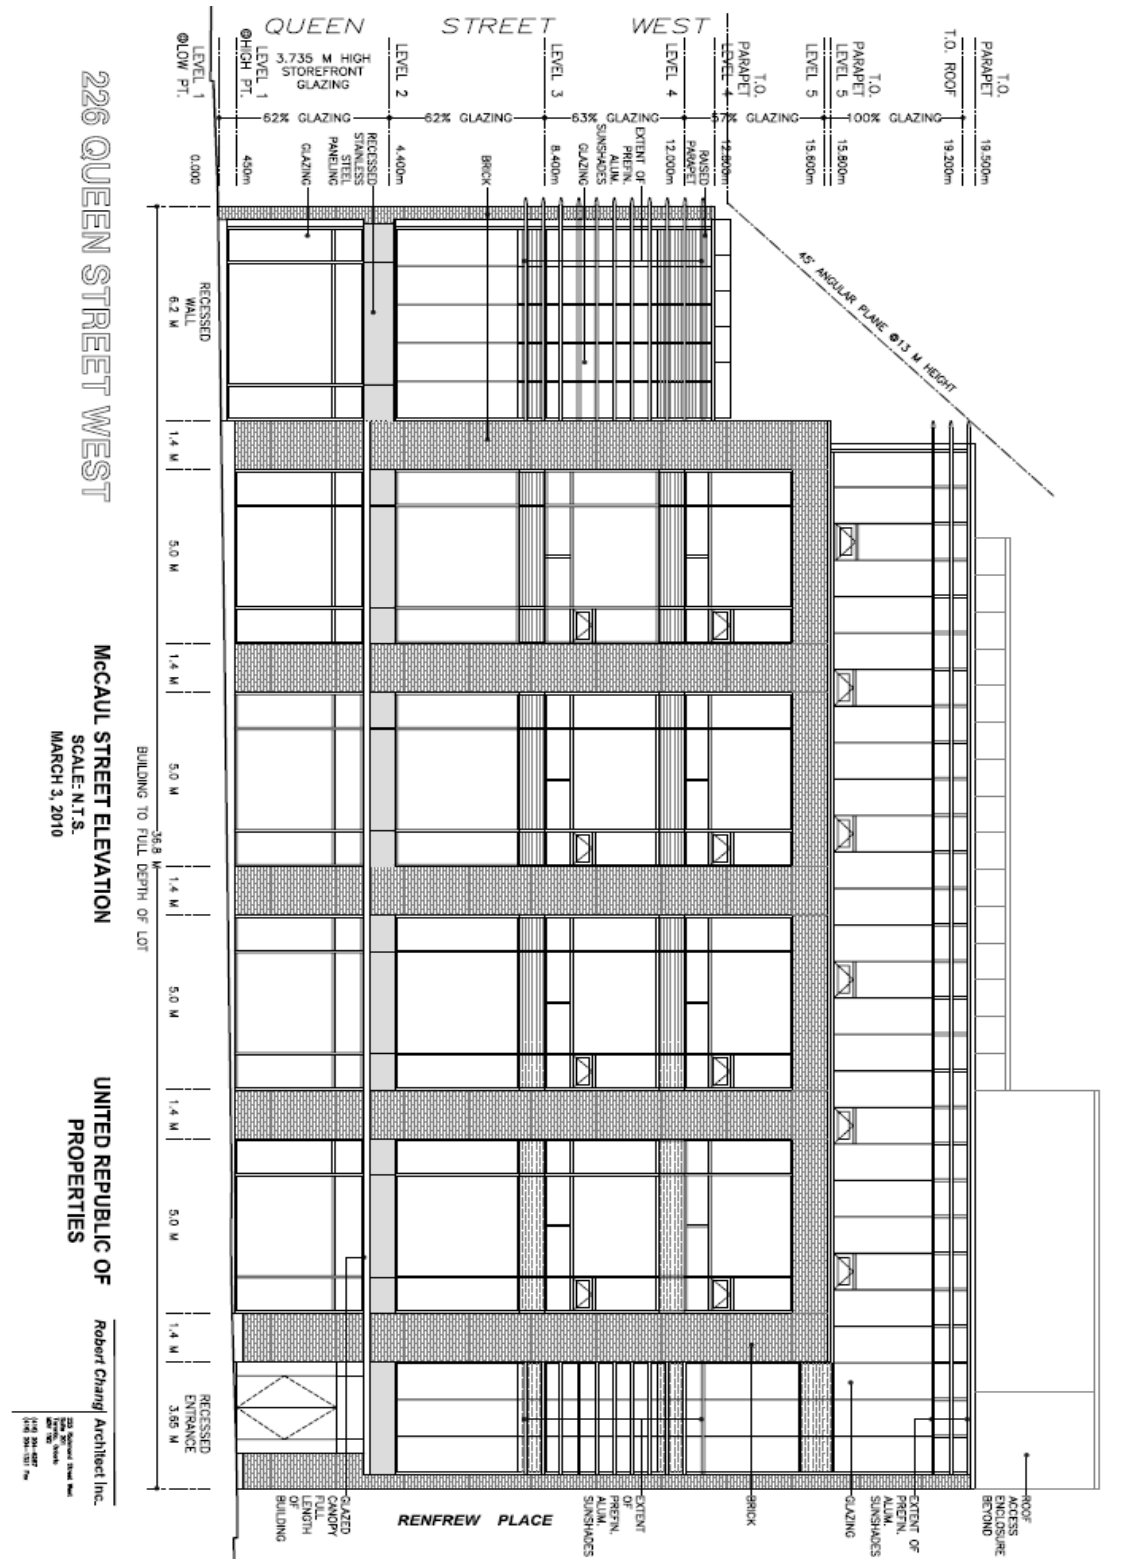 QUEEN STREET WEST
T.O.
PARAPET
T.O. ROOF
T.O.
PARAPET
LEVEL 5
LEVEL 5
T.O.
PARAPET
LEVEL 4
LEVEL 4
LEVEL 3
LEVEL 2
3.735 M HIGH
STOREFRONT
GLAZING
LEVEL 1
@HIGH PT.
LEVEL 1
@LOW PT.
100% GLAZING
57% GLAZING
63% GLAZING
62% GLAZING
62% GLAZING
19.500m
19.200m
15.800m
15.600m
12.000m
8.400m
4.400m
450m
0.000
RAISED
PARAPET
EXTENT OF
PREFIN.
ALUM.
SUNSHADES
GLAZING
BRICK
RECESSED
STAINLESS
STEEL
PANELING
GLAZING
45° ANGULAR PLANE @13 M HEIGHT
RECESSED
WALL
6.2 M
1.4 M
5.0 M
1.4 M
5.0 M
1.4 M
5.0 M
1.4 M
5.0 M
1.4 M
RECESSED
ENTRANCE
3.65 M
36.8 M
BUILDING TO FULL DEPTH OF LOT
ROOF
ACCESS
ENCLOSURE
BEYOND
EXTENT OF
PREFIN.
ALUM.
SUNSHADES
GLAZING
BRICK
EXTENT
OF
PREFIN.
ALUM.
SUNSHADES
GLAZED
CANOPY
FULL
LENGTH
OF
BUILDING
RENFREW PLACE
226 QUEEN STREET WEST
McCAUL STREET ELEVATION
SCALE: N.T.S.
MARCH 3, 2010
UNITED REPUBLIC OF
PROPERTIES
Robert Chang Architect Inc.